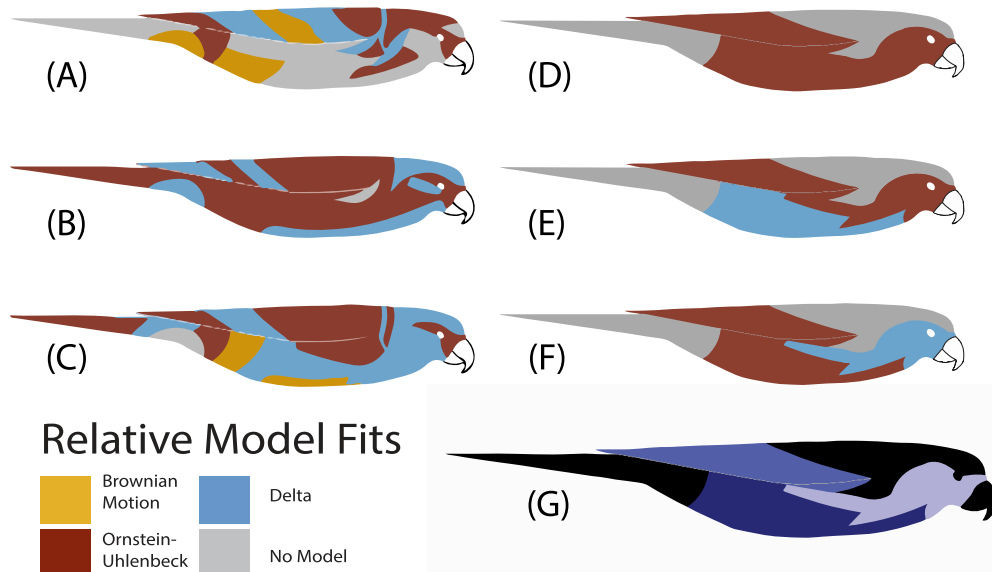 (A)
(D)
(B)
(E)
(C)
(F)
Relative Model Fits
Brownian
Motion
Delta
Ornstein-
Uhlenbeck
No Model
(G)